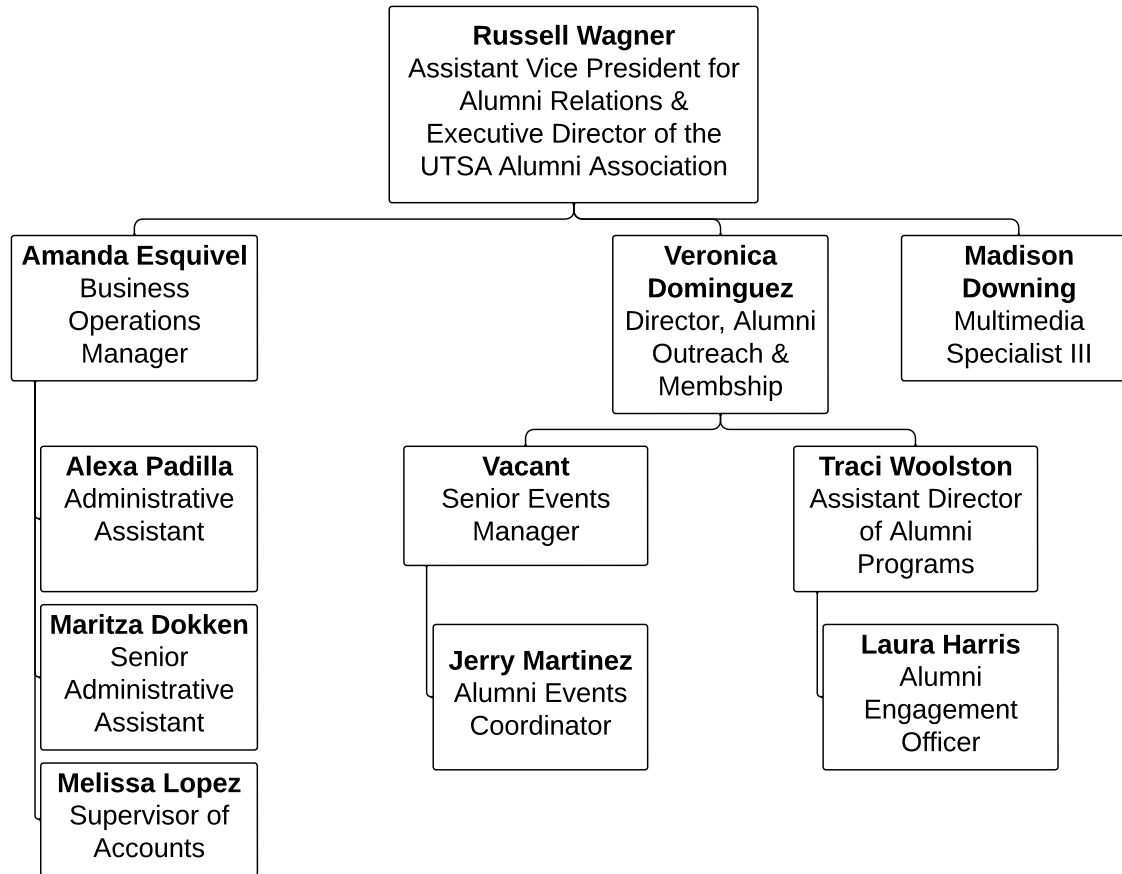 Russell Wagner
Assistant Vice President for
Alumni Relations &
Executive Director of the
UTSA Alumni Association
Amanda Esquivel
Business
Operations
Manager
Veronica
Dominguez
Director, Alumni
Outreach &
Membship
Madison
Downing
Multimedia
Specialist III
Alexa Padilla
Administrative
Assistant
Maritza Dokken
Senior
Administrative
Assistant
Melissa Lopez
Supervisor of
Accounts
Vacant
Senior Events
Manager
Jerry Martinez
Alumni Events
Coordinator
Traci Woolston
Assistant Director
of Alumni
Programs
Laura Harris
Alumni
Engagement
Officer